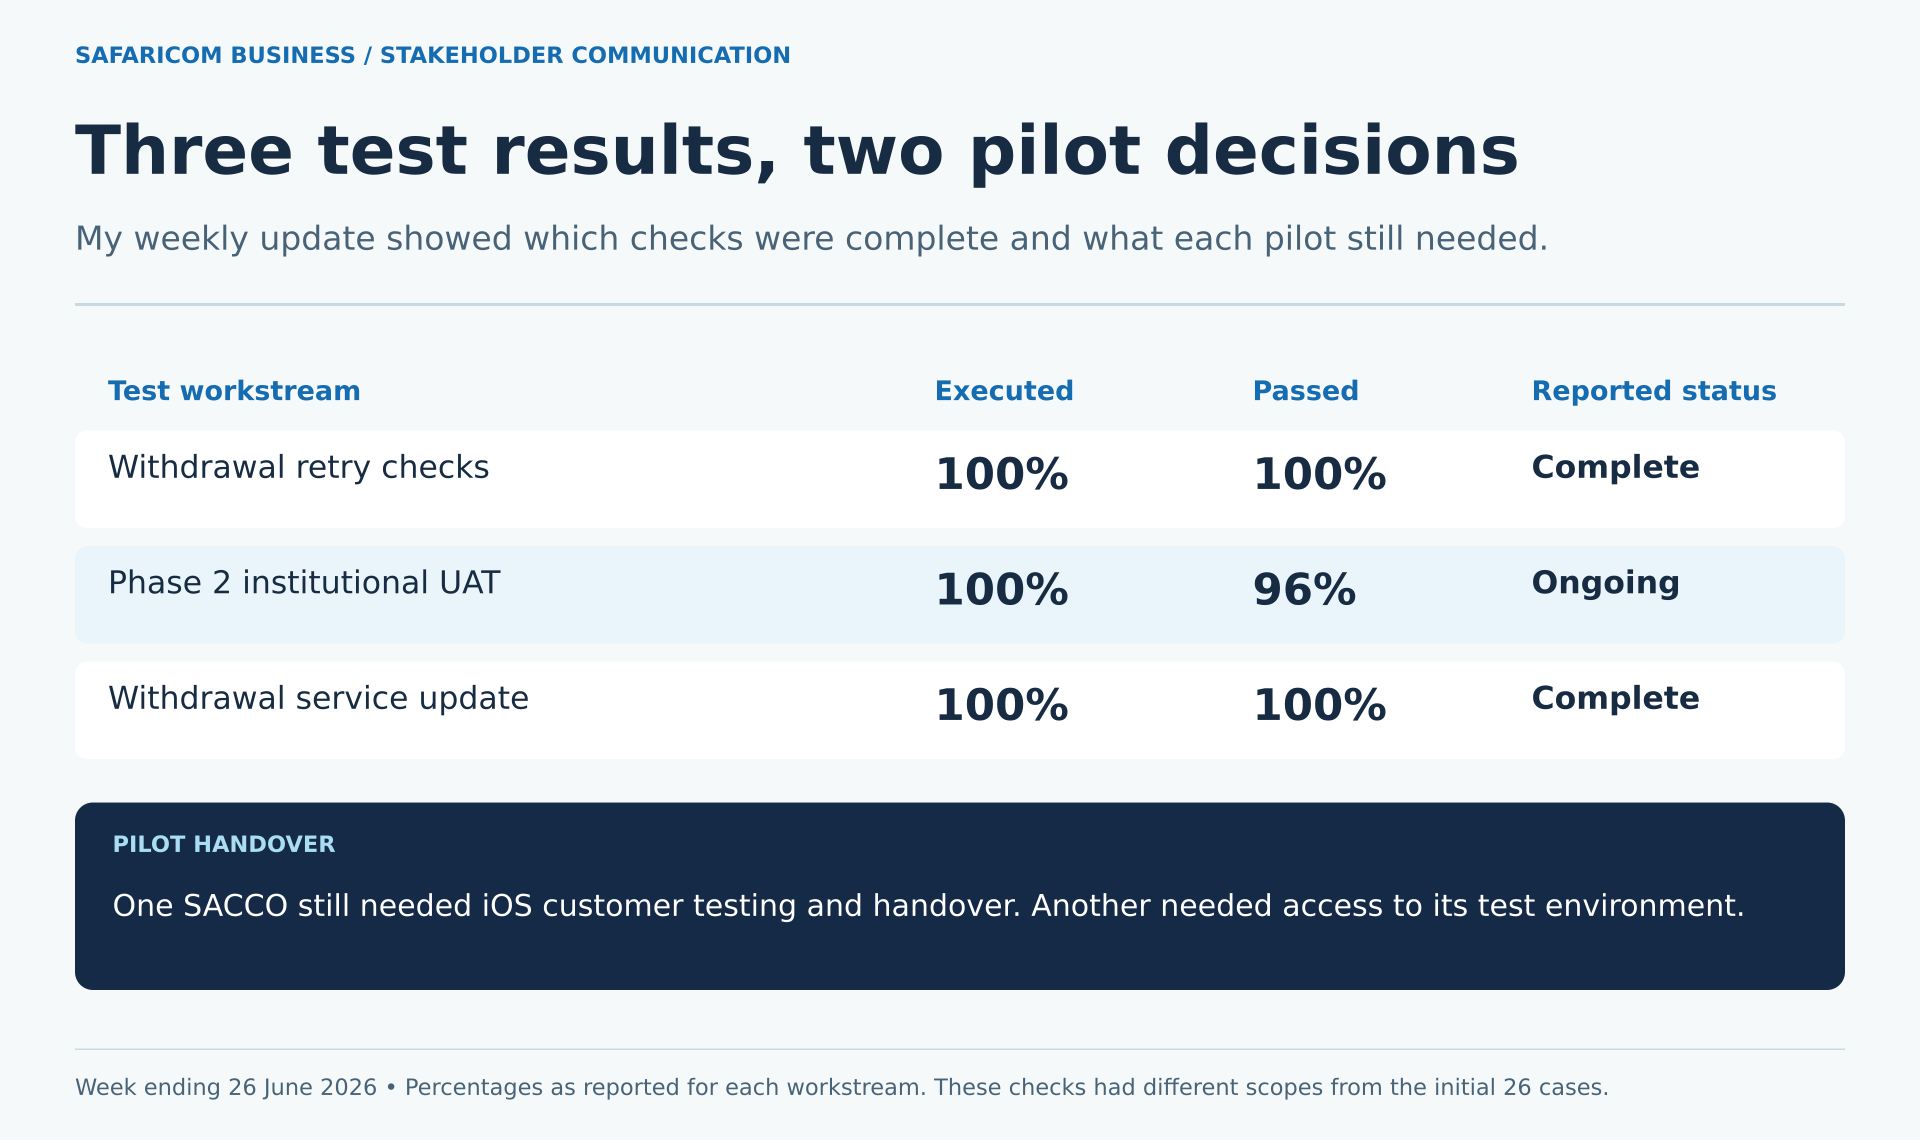 SAFARICOM BUSINESS / STAKEHOLDER COMMUNICATION
Three test results, two pilot decisions
My weekly update showed which checks were complete and what each pilot still needed.
Test workstream Executed Passed Reported status
Withdrawal retry checks 100% 100% Complete
Phase 2 institutional UAT 100% 96% Ongoing
Withdrawal service update 100% 100% Complete
PILOT HANDOVER
One SACCO still needed iOS customer testing and handover. Another needed access to its test environment.
Week ending 26 June 2026 • Percentages as reported for each workstream. These checks had different scopes from the initial 26 cases.